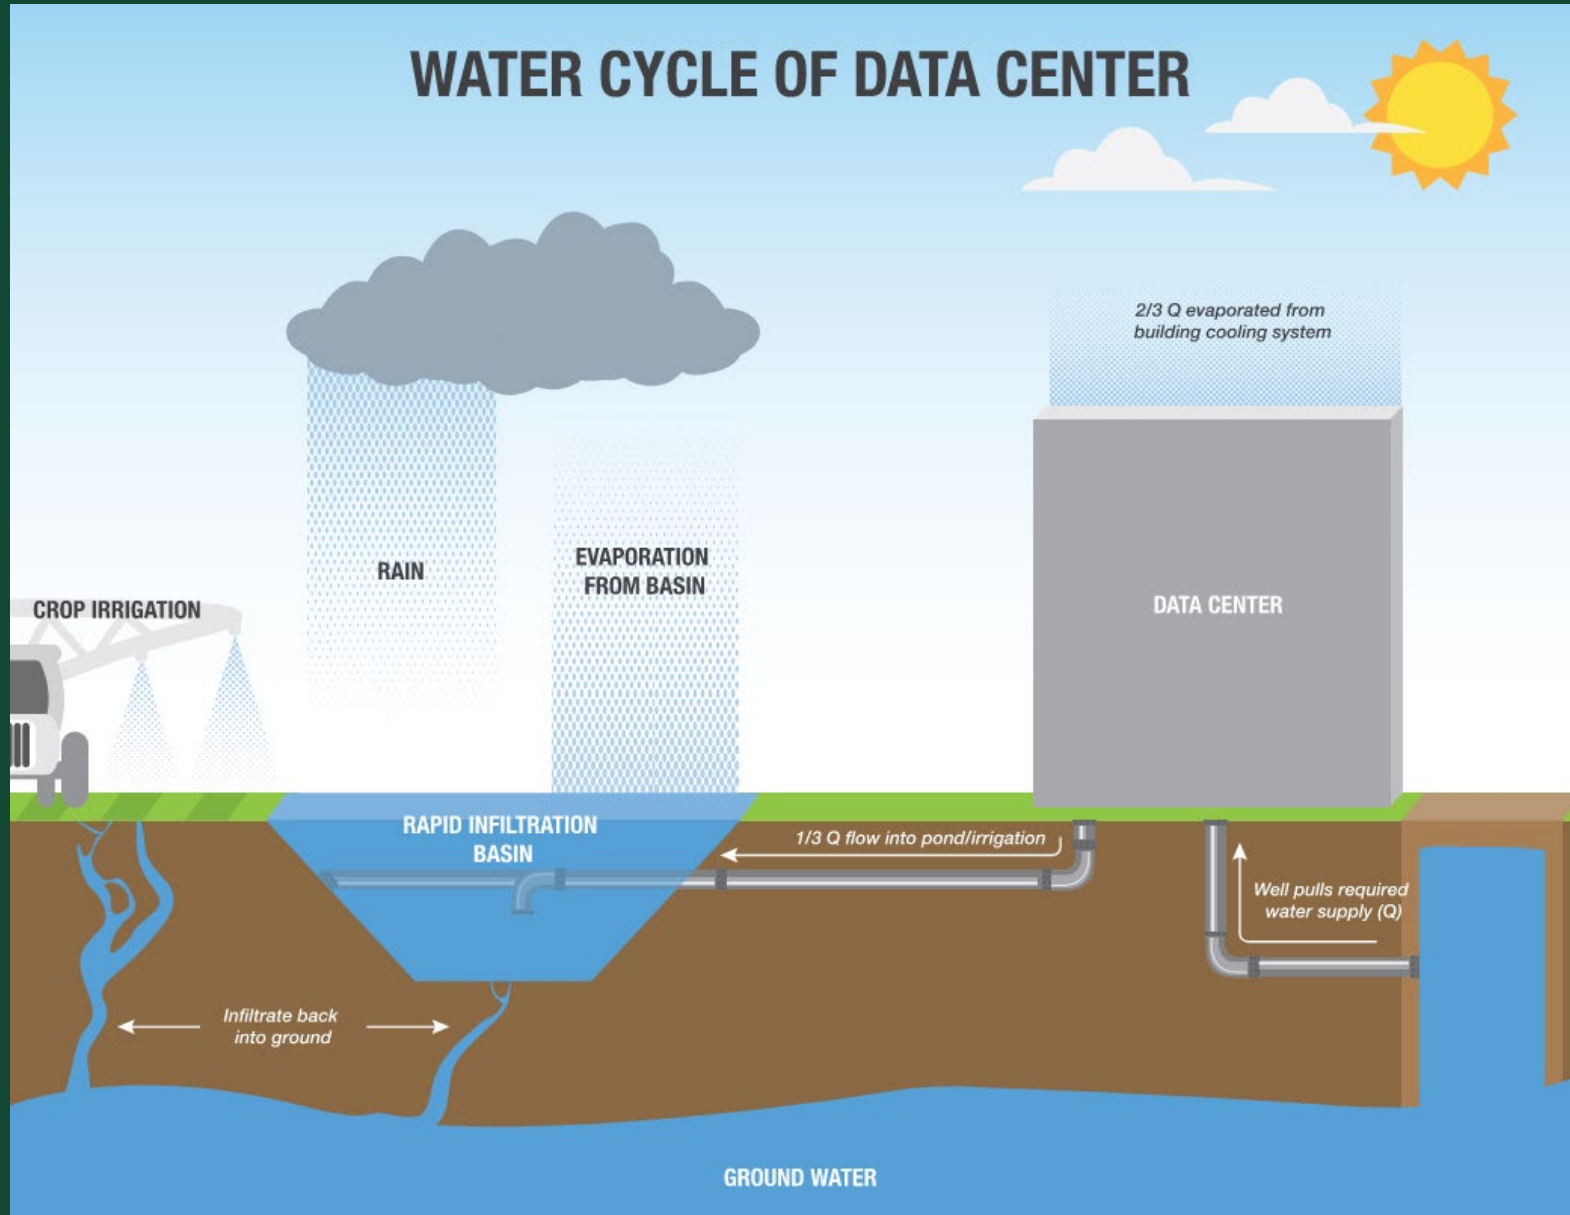 WATER CYCLE OF DATA CENTER
2/3 Q evaporated from
building cooling system
RAIN
EVAPORATION
FROM BASIN
CROP IRRIGATION
DATA CENTER
RAPID INFILTRATION
BASIN
1/3 Q flow into pond/irrigation
Well pulls required
water supply (Q)
Infiltrate back
into ground
GROUND WATER